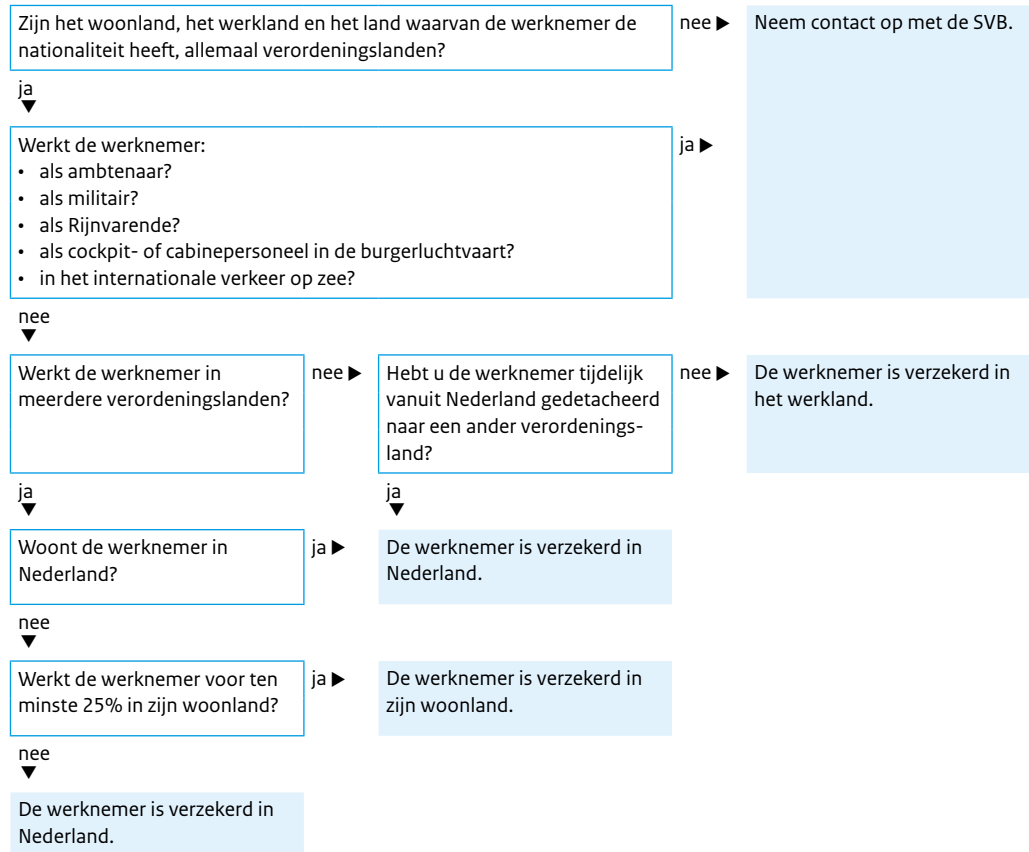 Zijn het woonland, het werkland en het land waarvan de werknemer de
nationaliteit heeft, allemaal verordeningslanden?
nee ▶
Neem contact op met de SVB.
ja
▼
Werkt de werknemer:
• als ambtenaar?
• als militair?
• als Rijnvarende?
• als cockpit- of cabinepersoneel in de burgerluchtvaart?
• in het internationale verkeer op zee?
ja ▶
nee
▼
Werkt de werknemer in
meerdere verordeningslanden?
nee ▶
Hebt u de werknemer tijdelijk
vanuit Nederland gedetacheerd
naar een ander verordenings-
land?
nee ▶
De werknemer is verzekerd in
het werkland.
ja
▼
ja
▼
Woont de werknemer in
Nederland?
ja ▶
De werknemer is verzekerd in
Nederland.
nee
▼
Werkt de werknemer voor ten
minste 25% in zijn woonland?
ja ▶
De werknemer is verzekerd in
zijn woonland.
nee
▼
De werknemer is verzekerd in
Nederland.